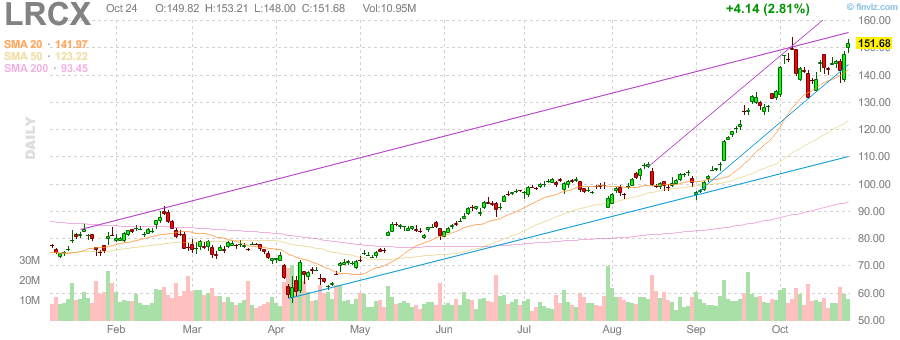 LRCX Oct 24 O:149.82 H:153.21 L:148.00 C:151.68 Vol:10.95M +4.14 (2.81%) © finviz.com
SMA 20 · 141.97
SMA 50 · 123.22
SMA 200 · 93.45
DAILY
160.00
151.68
140.00
130.00
120.00
110.00
100.00
90.00
80.00
70.00
60.00
50.00
30M
20M
10M
Feb Mar Apr May Jun Jul Aug Sep Oct